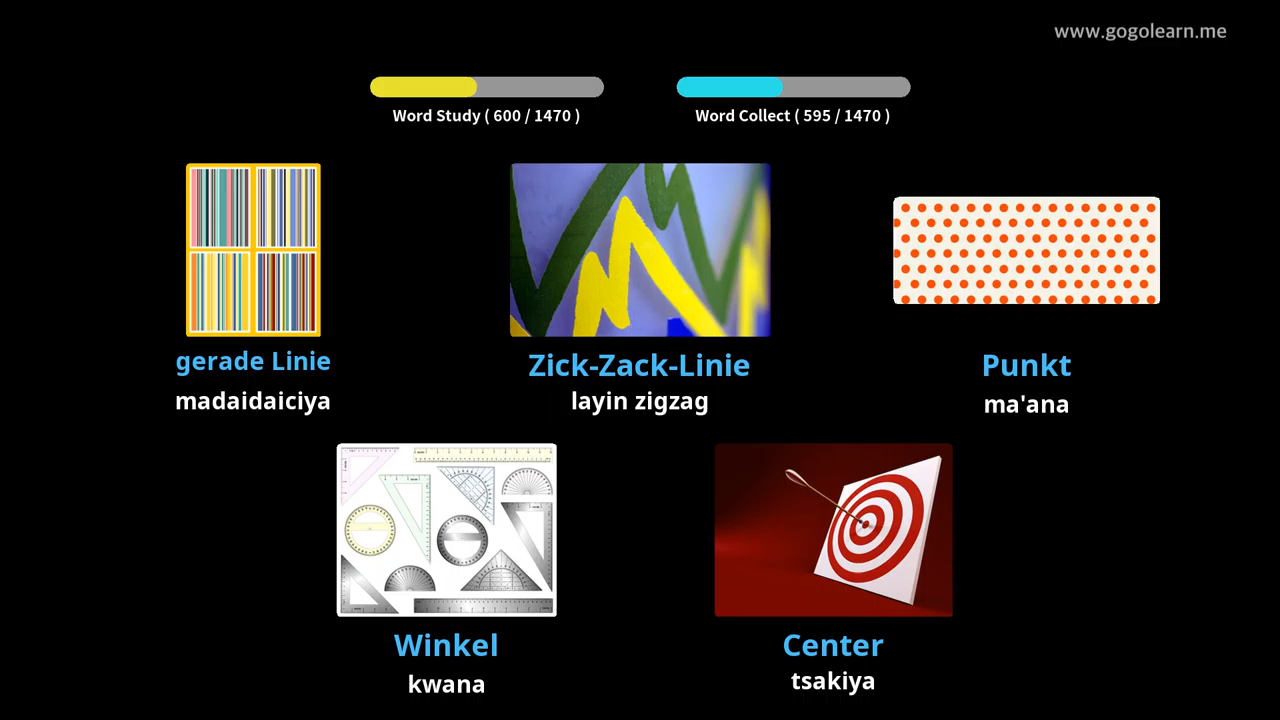 www.gogolearn.me
Word Study ( 600 / 1470 )
Word Collect ( 595 / 1470 )
gerade Linie
madaidaiciya
Zick-Zack-Linie
layin zigzag
Punkt
ma'ana
Winkel
kwana
Center
tsakiya